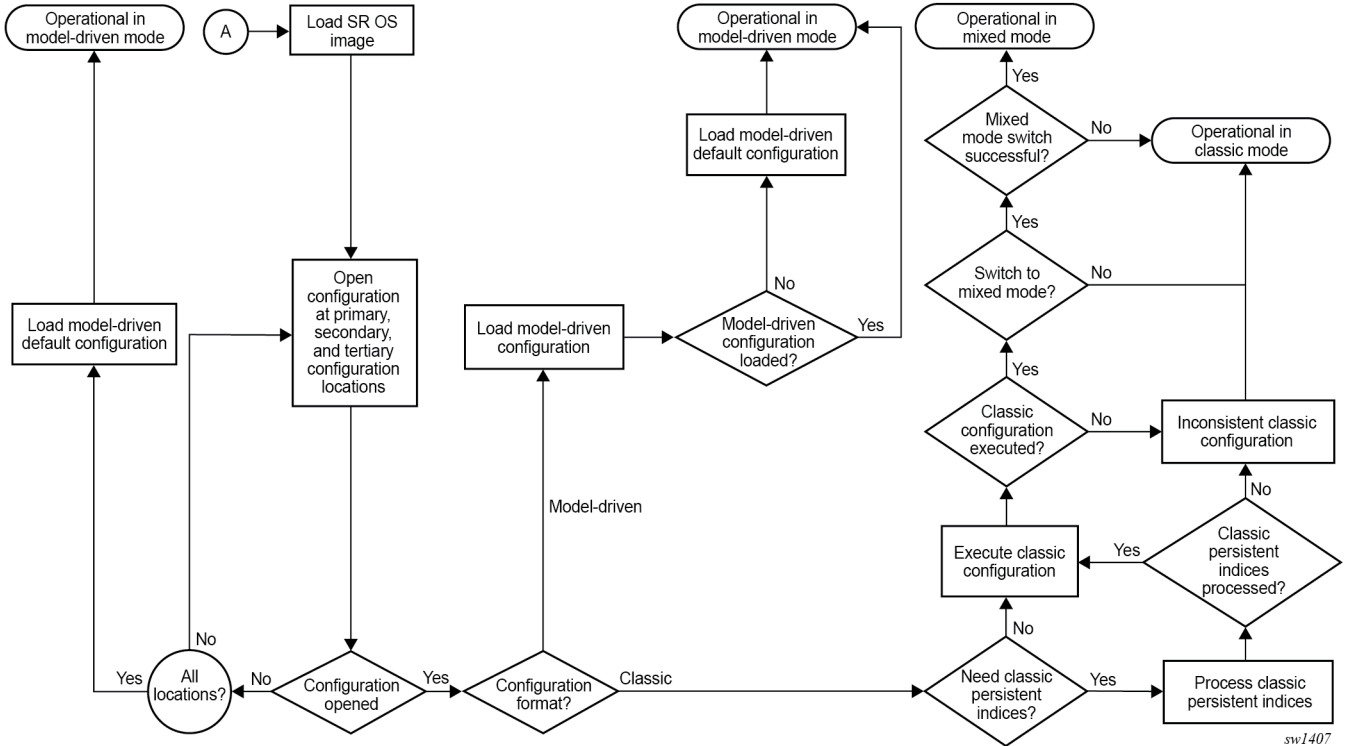 Operational in
model-driven mode
A
Load SR OS
image
Operational in
model-driven mode
Operational in
mixed mode
Yes
Mixed
mode switch
successful?
No
Operational in
classic mode
Load model-driven
default configuration
Yes
Switch to
mixed mode?
No
Open
configuration
at primary,
secondary,
and tertiary
configuration
locations
Load model-driven
default configuration
Load model-driven
configuration
No
Model-driven
configuration
loaded?
Yes
Yes
Classic
configuration
executed?
No
Inconsistent classic
configuration
No
Model-driven
Execute classic
configuration
Yes
Classic
persistent
indices
processed?
No
No
Yes
All
locations?
No
Configuration
opened
Yes
Configuration
format?
Classic
Need classic
persistent
indices?
Yes
Process classic
persistent indices
sw1407